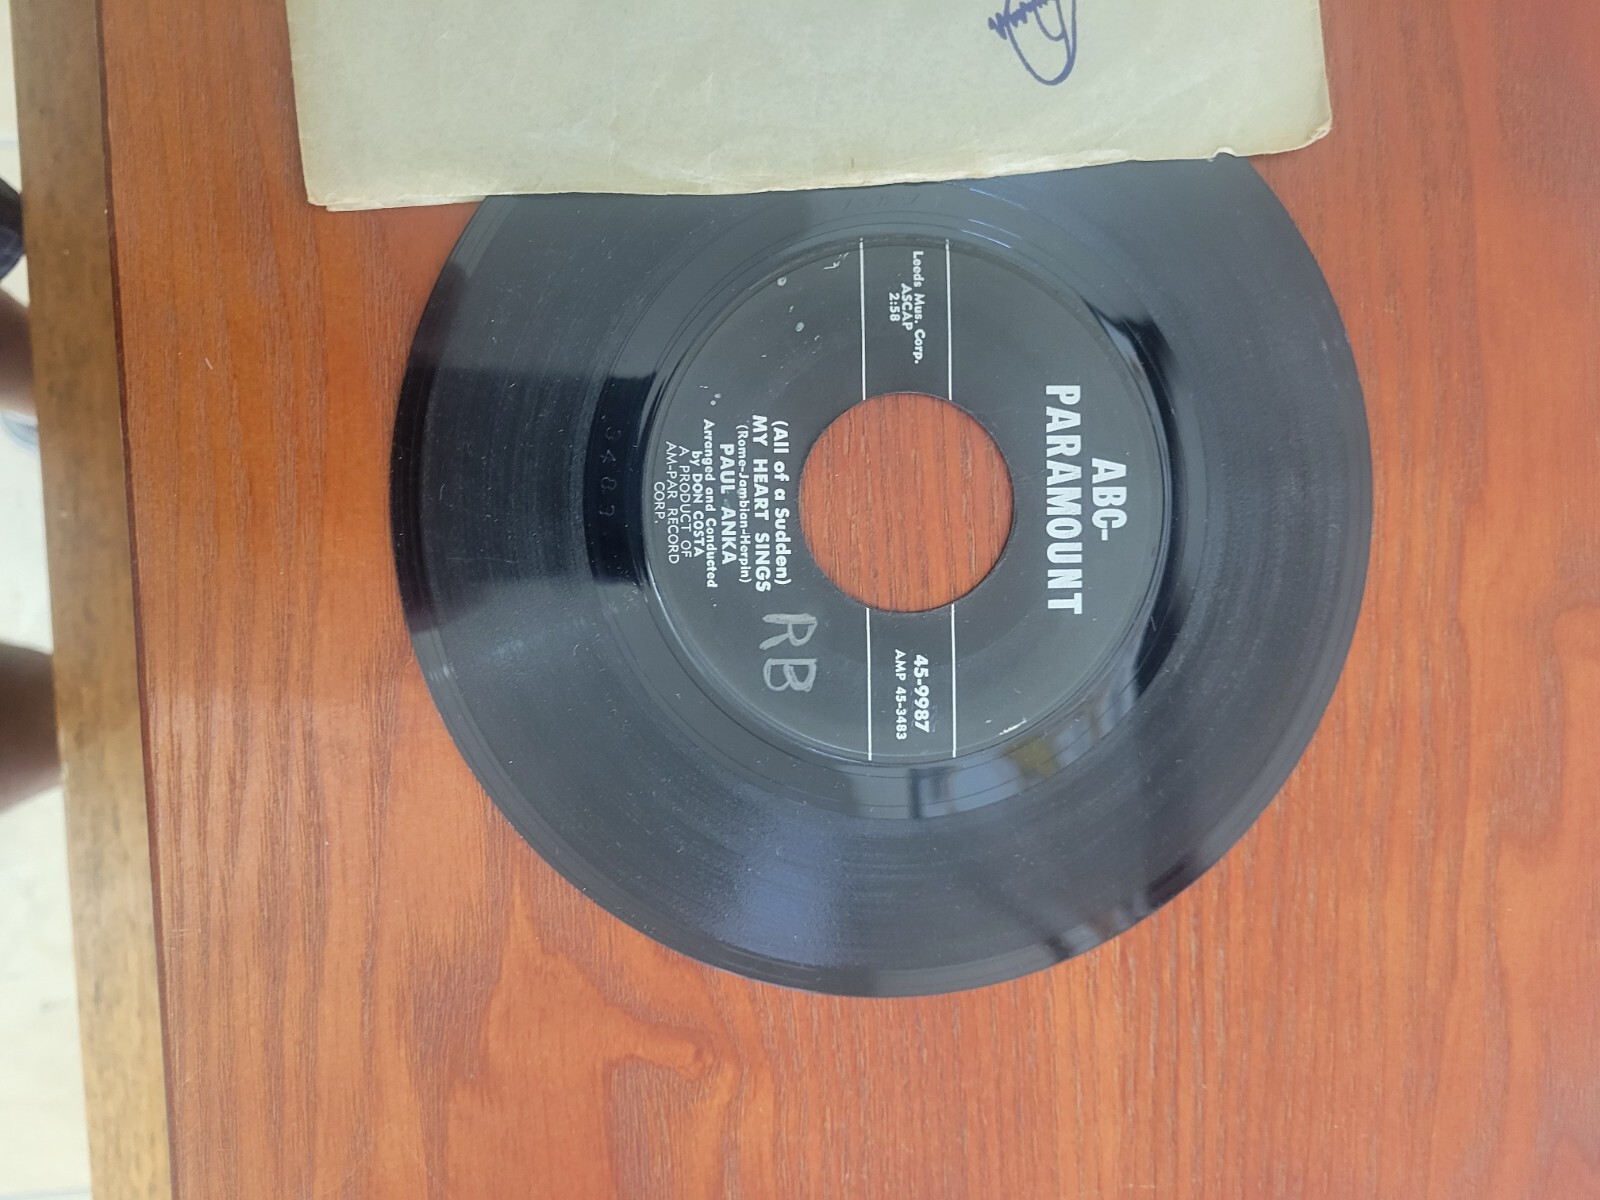 ABC-
PARAMOUNT
Leeds Mus. Corp.
ASCAP
2:58
45-9987
AMP 45-3483
(All of a Sudden)
MY HEART SINGS
(Rome-Jamblan-Herpin)
PAUL ANKA
Arranged and Conducted
by DON COSTA
A PRODUCT OF
AM-PAR RECORD
CORP.
RB